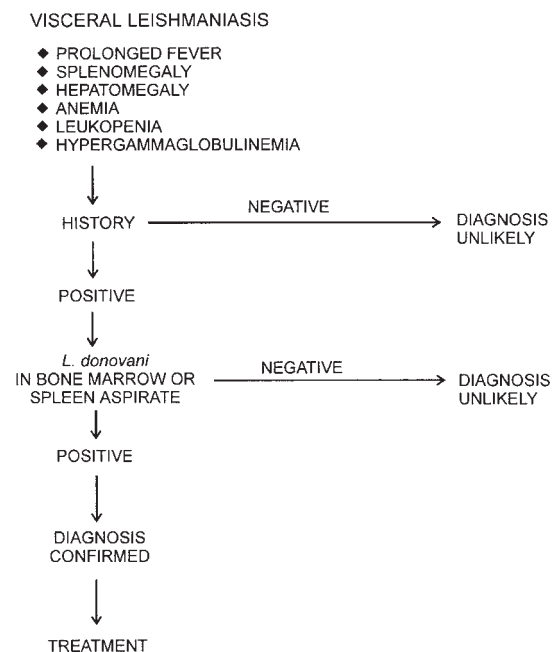 VISCERAL LEISHMANIASIS
◆ PROLONGED FEVER
◆ SPLENOMEGALY
◆ HEPATOMEGALY
◆ ANEMIA
◆ LEUKOPENIA
◆ HYPERGAMMAGLOBULINEMIA
HISTORY
NEGATIVE
DIAGNOSIS
UNLIKELY
POSITIVE
L. donovani
IN BONE MARROW OR
SPLEEN ASPIRATE
NEGATIVE
DIAGNOSIS
UNLIKELY
POSITIVE
DIAGNOSIS
CONFIRMED
TREATMENT